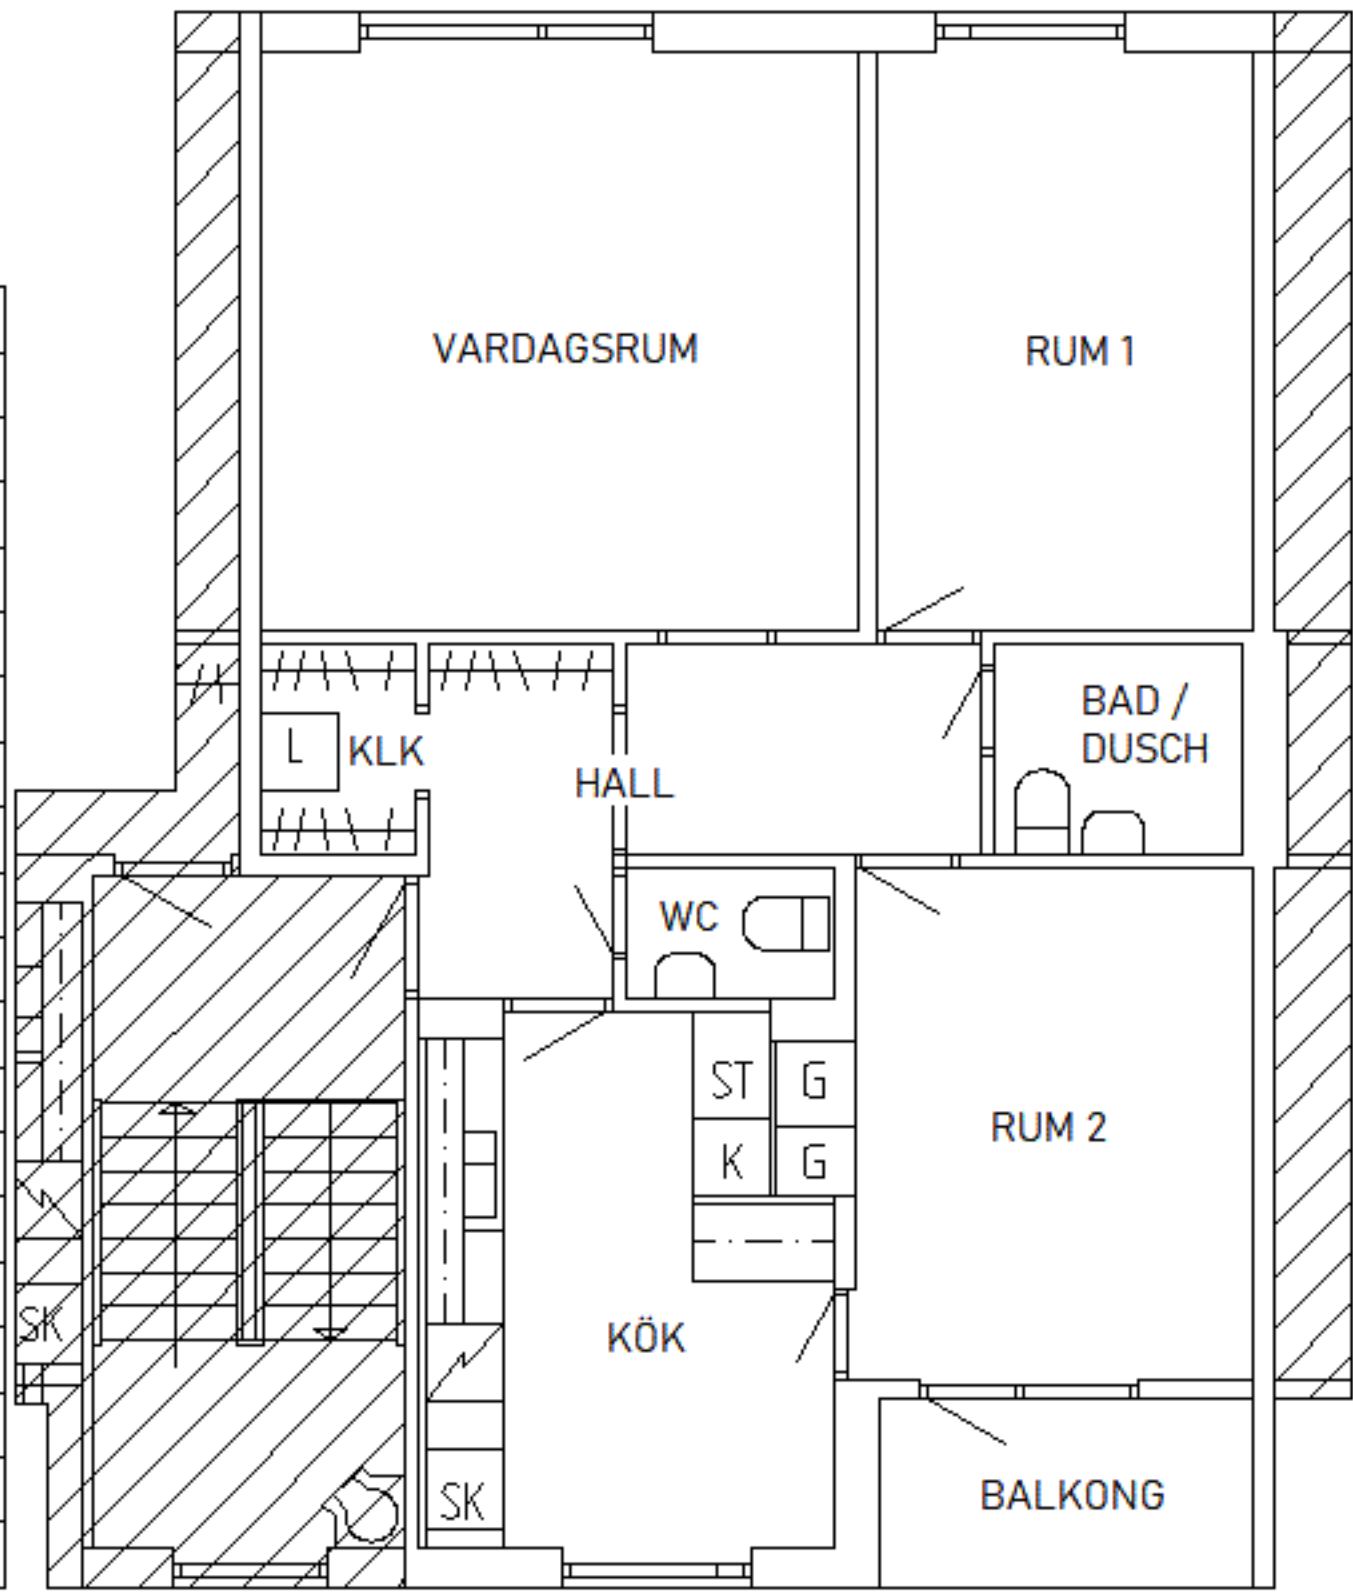 VARDAGSRUM
RUM 1
BAD /
DUSCH
L
KLK
HALL
WC
ST
G
K
G
RUM 2
SK
KÖK
SK
BALKONG